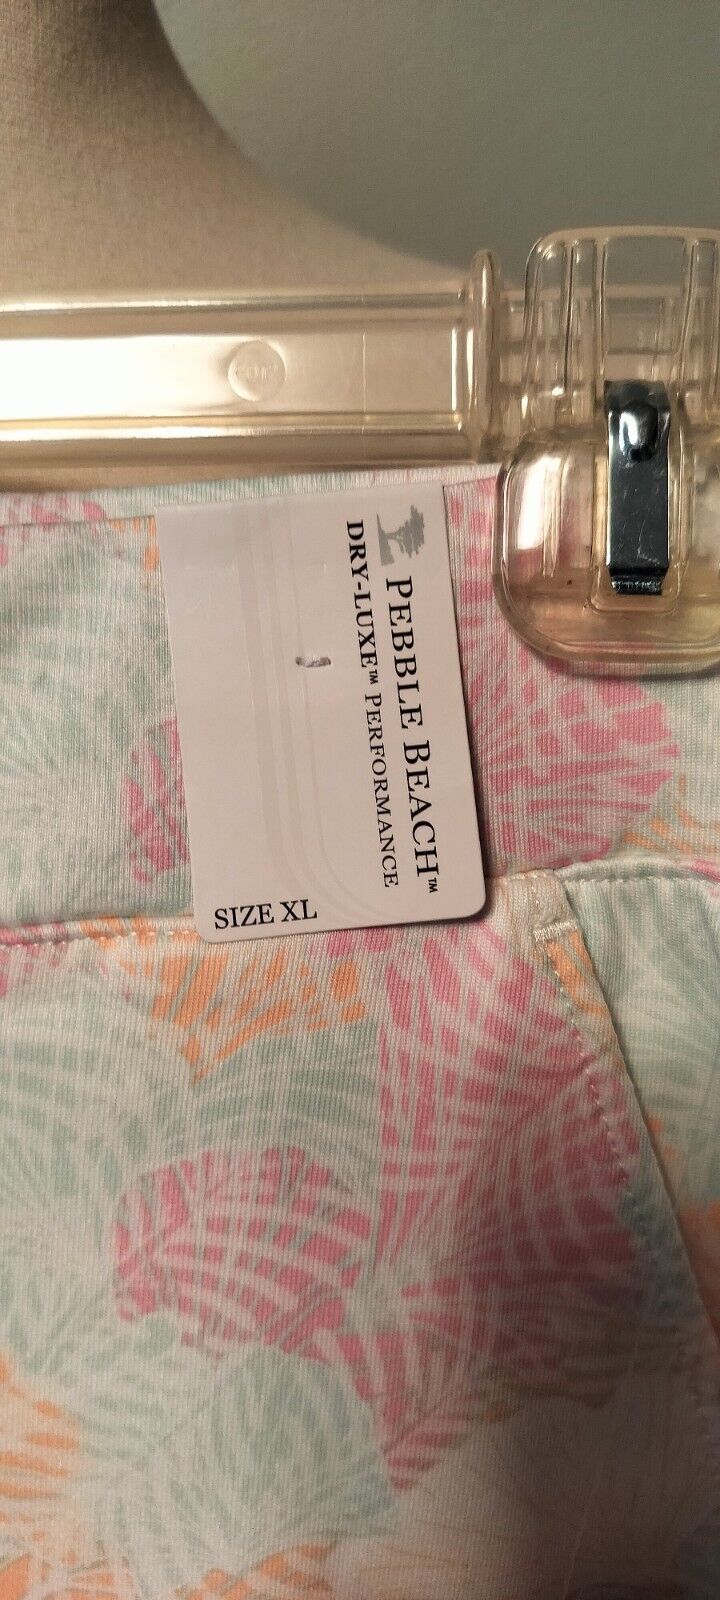 PEBBLE BEACH™
DRY-LUXE™ PERFORMANCE
SIZE XL